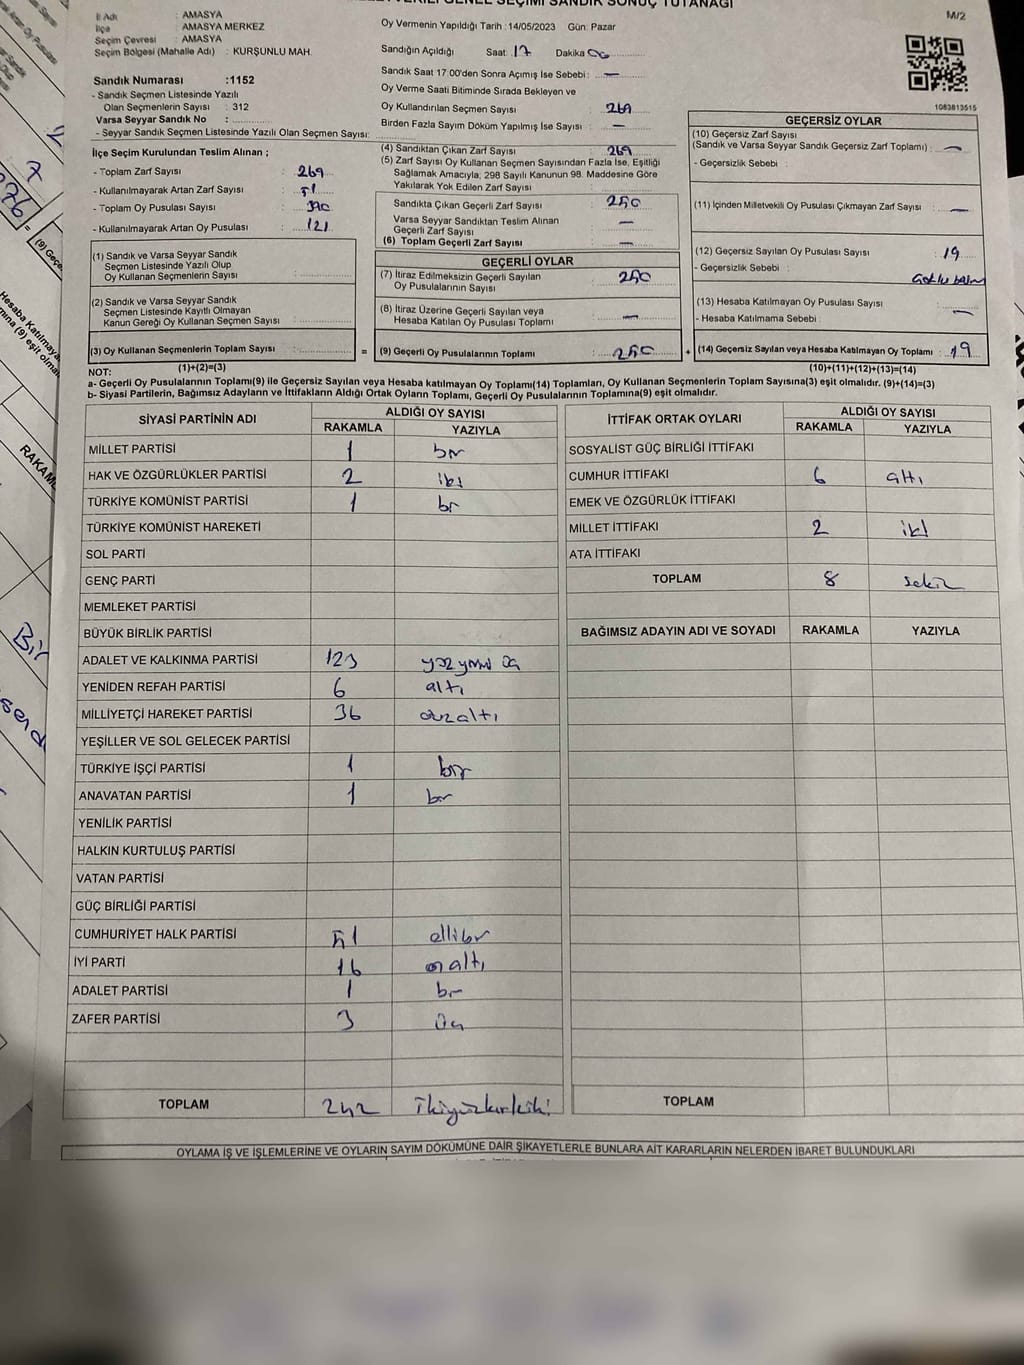 SANDIK SONUÇ TUTANAĞI
M/2
İl Adı : AMASYA
İlçe : AMASYA MERKEZ
Seçim Çevresi : AMASYA
Seçim Bölgesi (Mahalle Adı) : KURŞUNLU MAH.
Sandık Numarası :1152
- Sandık Seçmen Listesinde Yazılı
Olan Seçmenlerin Sayısı : 312
Varsa Seyyar Sandık No :
- Seyyar Sandık Seçmen Listesinde Yazılı Olan Seçmen Sayısı:
İlçe Seçim Kurulundan Teslim Alınan ;
- Toplam Zarf Sayısı : 269
- Kullanılmayarak Artan Zarf Sayısı : 51
- Toplam Oy Pusulası Sayısı : 390
- Kullanılmayarak Artan Oy Pusulası : 121
(1) Sandık ve Varsa Seyyar Sandık
Seçmen Listesinde Yazılı Olup
Oy Kullanan Seçmenlerin Sayısı :
(2) Sandık ve Varsa Seyyar Sandık
Seçmen Listesinde Kayıtlı Olmayan
Kanun Gereği Oy Kullanan Seçmen Sayısı :
(3) Oy Kullanan Seçmenlerin Toplam Sayısı : =
(1)+(2)=(3)
Oy Vermenin Yapıldığı Tarih : 14/05/2023 Gün: Pazar
Sandığın Açıldığı Saat: 17 Dakika 00
Sandık Saat 17:00'den Sonra Açımış İse Sebebi : —
Oy Verme Saati Bitiminde Sırada Bekleyen ve
Oy Kullandırılan Seçmen Sayısı : 269
Birden Fazla Sayım Döküm Yapılmış İse Sayısı : —
(4) Sandıktan Çıkan Zarf Sayısı : 269
(5) Zarf Sayısı Oy Kullanan Seçmen Sayısından Fazla İse, Eşitliği
Sağlamak Amacıyla; 298 Sayılı Kanunun 98. Maddesine Göre
Yakılarak Yok Edilen Zarf Sayısı :
Sandıkta Çıkan Geçerli Zarf Sayısı : 250
Varsa Seyyar Sandıktan Teslim Alınan
Geçerli Zarf Sayısı : —
(6) Toplam Geçerli Zarf Sayısı : —
GEÇERLİ OYLAR
(7) İtiraz Edilmeksizin Geçerli Sayılan
Oy Pusulalarının Sayısı : 250
(8) İtiraz Üzerine Geçerli Sayılan veya
Hesaba Katılan Oy Pusulası Toplamı : —
(9) Geçerli Oy Pusulalarının Toplamı : 250 +
1083813515
GEÇERSİZ OYLAR
(10) Geçersiz Zarf Sayısı
(Sandık ve Varsa Seyyar Sandık Geçersiz Zarf Toplamı) : —
- Geçersizlik Sebebi :
(11) İçinden Milletvekili Oy Pusulası Çıkmayan Zarf Sayısı : —
(12) Geçersiz Sayılan Oy Pusulası Sayısı : 19
- Geçersizlik Sebebi :
(13) Hesaba Katılmayan Oy Pusulası Sayısı :
- Hesaba Katılmama Sebebi : —
(14) Geçersiz Sayılan veya Hesaba Katılmayan Oy Toplamı : 19
(10)+(11)+(12)+(13)=(14)
NOT:
a- Geçerli Oy Pusulalarının Toplamı(9) ile Geçersiz Sayılan veya Hesaba katılmayan Oy Toplamı(14) Toplamları, Oy Kullanan Seçmenlerin Toplam Sayısına(3) eşit olmalıdır. (9)+(14)=(3)
b- Siyasi Partilerin, Bağımsız Adayların ve İttifakların Aldığı Ortak Oyların Toplamı, Geçerli Oy Pusulalarının Toplamına(9) eşit olmalıdır.
SİYASİ PARTİNİN ADI ALDIĞI OY SAYISI
RAKAMLA YAZIYLA
MİLLET PARTİSİ 1 bir
HAK VE ÖZGÜRLÜKLER PARTİSİ 2 iki
TÜRKİYE KOMÜNİST PARTİSİ 1 bir
TÜRKİYE KOMÜNİST HAREKETİ
SOL PARTİ
GENÇ PARTİ
MEMLEKET PARTİSİ
BÜYÜK BİRLİK PARTİSİ
ADALET VE KALKINMA PARTİSİ 123 yüzyirmi üç
YENİDEN REFAH PARTİSİ 6 altı
MİLLİYETÇİ HAREKET PARTİSİ 36 otuzaltı
YEŞİLLER VE SOL GELECEK PARTİSİ
TÜRKİYE İŞÇİ PARTİSİ 1 bir
ANAVATAN PARTİSİ 1 bir
YENİLİK PARTİSİ
HALKIN KURTULUŞ PARTİSİ
VATAN PARTİSİ
GÜÇ BİRLİĞİ PARTİSİ
CUMHURİYET HALK PARTİSİ 51 ellibir
İYİ PARTİ 16 onaltı
ADALET PARTİSİ 1 bir
ZAFER PARTİSİ 3 üç
TOPLAM 242 ikiyüzkırkiki
İTTİFAK ORTAK OYLARI ALDIĞI OY SAYISI
RAKAMLA YAZIYLA
SOSYALİST GÜÇ BİRLİĞİ İTTİFAKI
CUMHUR İTTİFAKI 6 altı
EMEK VE ÖZGÜRLÜK İTTİFAKI
MİLLET İTTİFAKI 2 iki
ATA İTTİFAKI
TOPLAM 8 sekiz
BAĞIMSIZ ADAYIN ADI VE SOYADI RAKAMLA YAZIYLA
TOPLAM
OYLAMA İŞ VE İŞLEMLERİNE VE OYLARIN SAYIM DÖKÜMÜNE DAİR ŞİKAYETLERLE BUNLARA AİT KARARLARIN NELERDEN İBARET BULUNDUKLARI